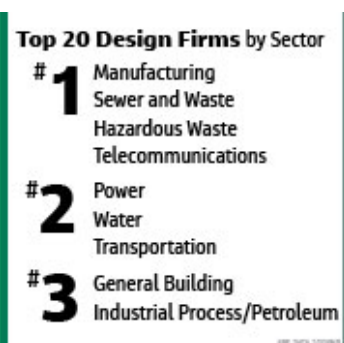 Top 20 Design Firms by Sector
#1 Manufacturing
Sewer and Waste
Hazardous Waste
Telecommunications
#2 Power
Water
Transportation
#3 General Building
Industrial Process/Petroleum